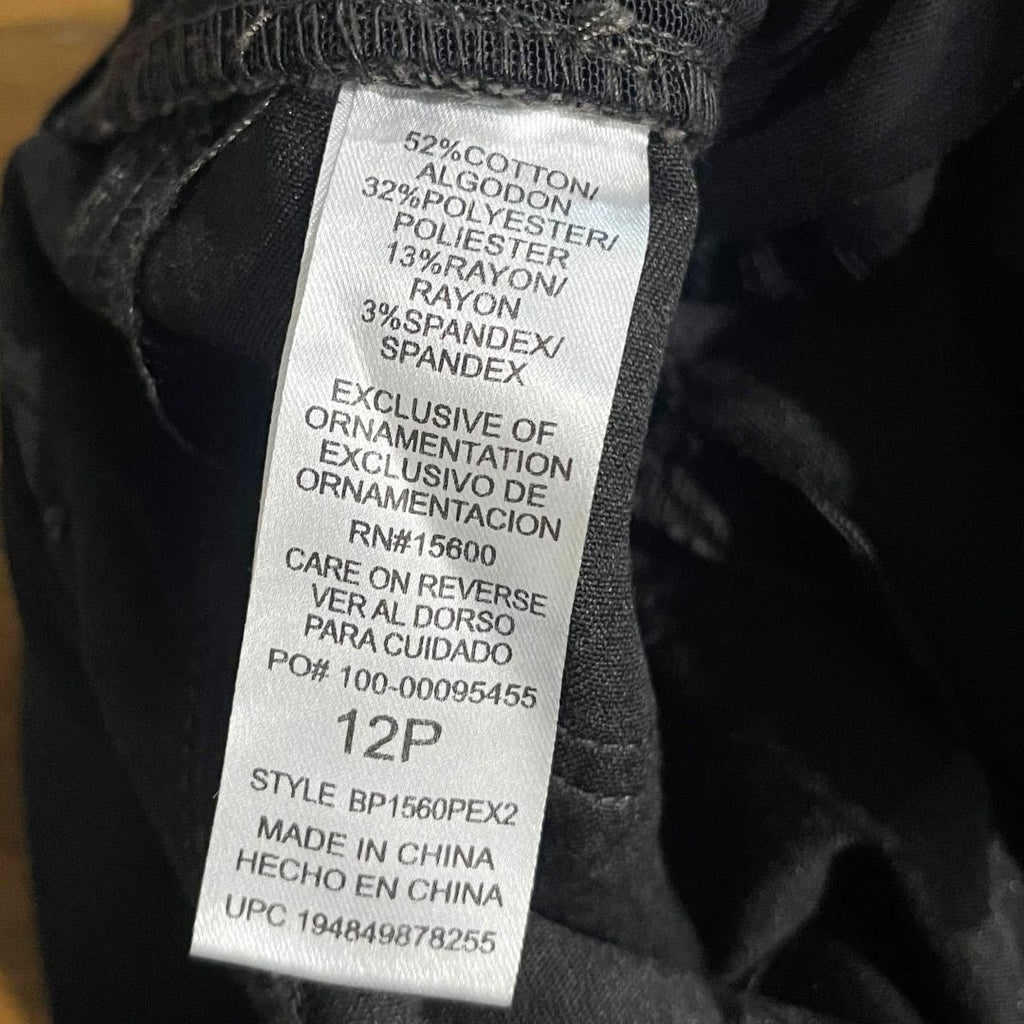 52%COTTON/
ALGODON
32%POLYESTER/
POLIESTER
13%RAYON/
RAYON
3%SPANDEX/
SPANDEX
EXCLUSIVE OF
ORNAMENTATION
EXCLUSIVO DE
ORNAMENTACION
RN#15600
CARE ON REVERSE
VER AL DORSO
PARA CUIDADO
PO# 100-00095455
12P
STYLE BP1560PEX2
MADE IN CHINA
HECHO EN CHINA
UPC 194849878255